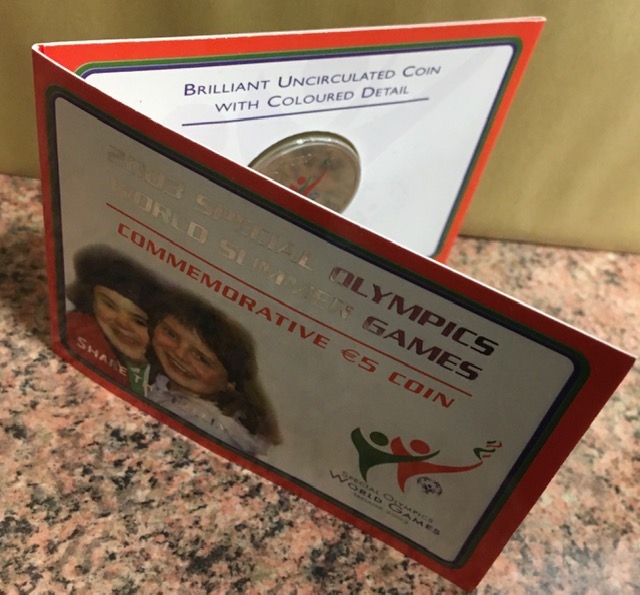 BRILLIANT UNCIRCULATED COIN
WITH COLOURED DETAIL
2003 SPECIAL OLYMPICS
WORLD SUMMER GAMES
COMMEMORATIVE €5 COIN
SHARE
SPECIAL OLYMPICS
WORLD GAMES